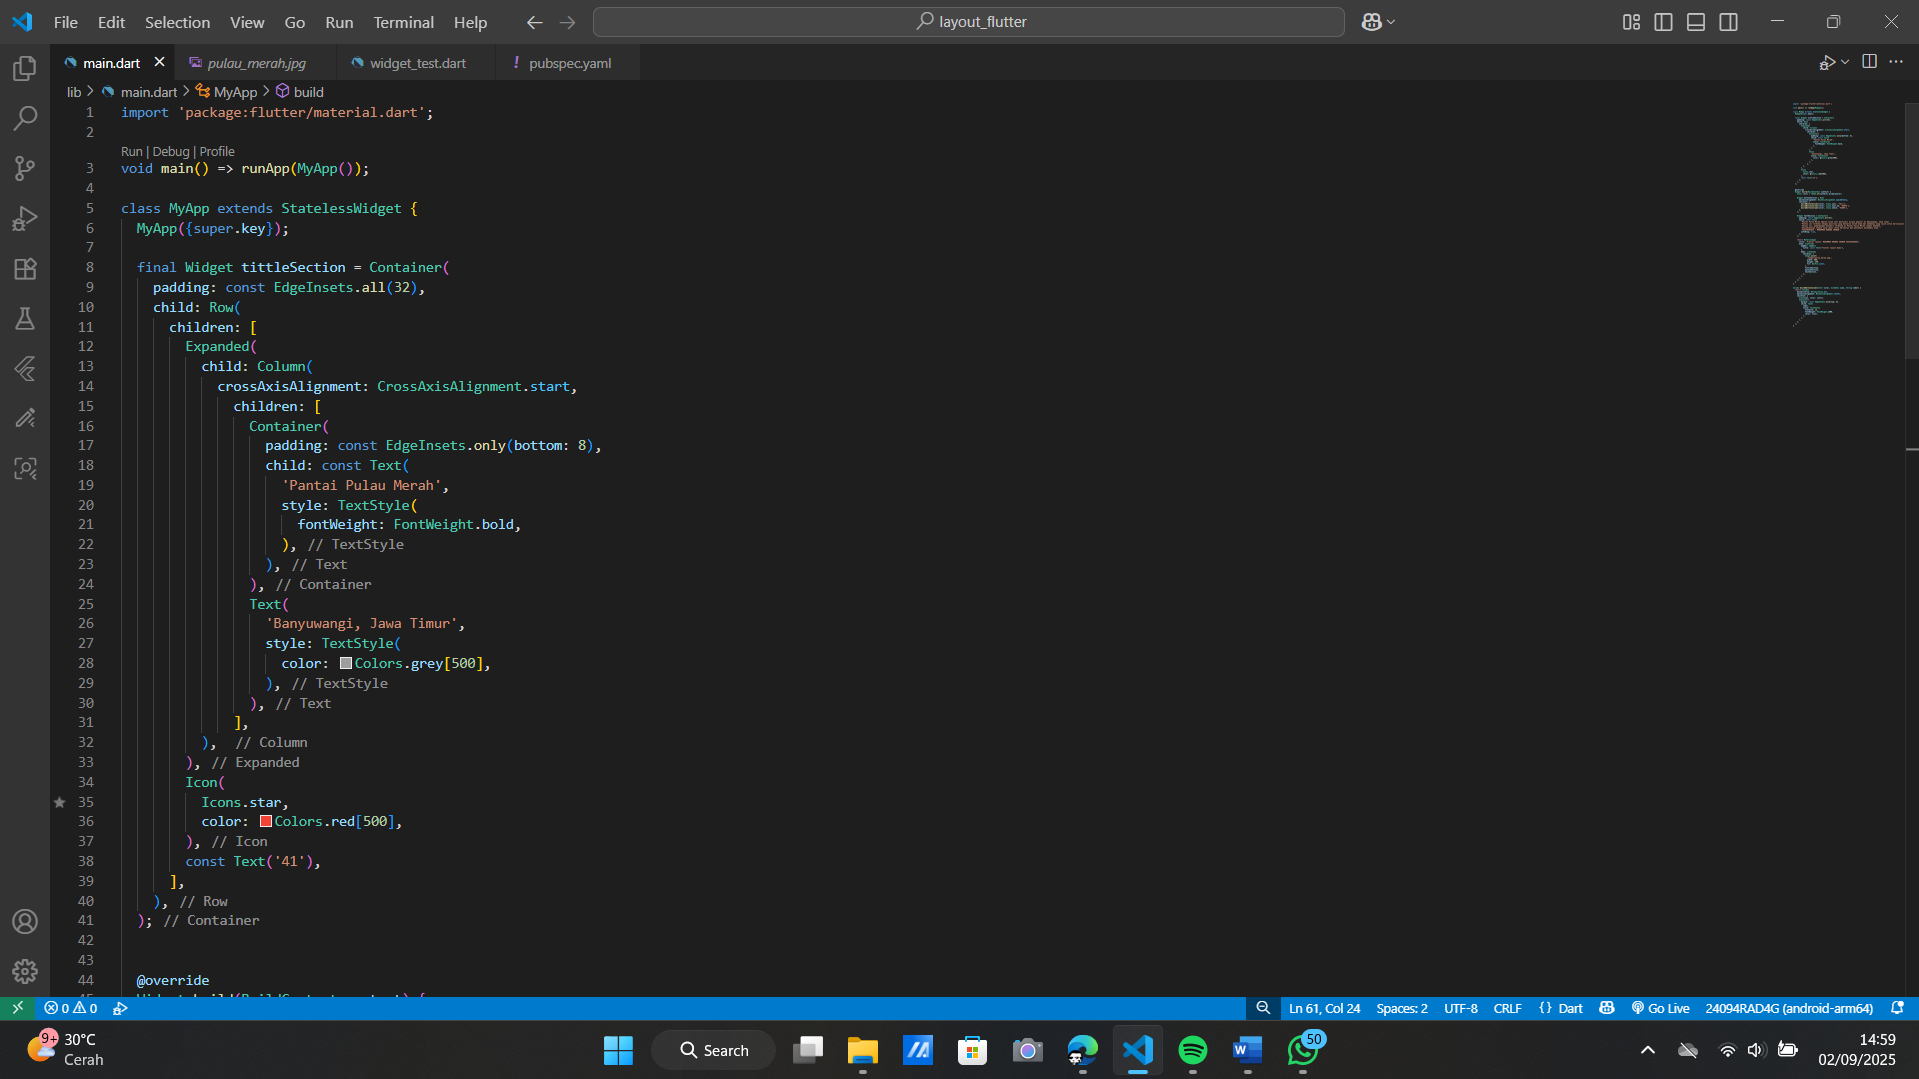 File Edit Selection View Go Run Terminal Help
layout_flutter
main.dart
pulau_merah.jpg
widget_test.dart
! pubspec.yaml
lib > main.dart > MyApp > build
1 import 'package:flutter/material.dart';
2
Run | Debug | Profile
3 void main() => runApp(MyApp());
4
5 class MyApp extends StatelessWidget {
6 MyApp({super.key});
7
8 final Widget tittleSection = Container(
9 padding: const EdgeInsets.all(32),
10 child: Row(
11 children: [
12 Expanded(
13 child: Column(
14 crossAxisAlignment: CrossAxisAlignment.start,
15 children: [
16 Container(
17 padding: const EdgeInsets.only(bottom: 8),
18 child: const Text(
19 'Pantai Pulau Merah',
20 style: TextStyle(
21 fontWeight: FontWeight.bold,
22 ), // TextStyle
23 ), // Text
24 ), // Container
25 Text(
26 'Banyuwangi, Jawa Timur',
27 style: TextStyle(
28 color: Colors.grey[500],
29 ), // TextStyle
30 ), // Text
31 ],
32 ), // Column
33 ), // Expanded
34 Icon(
35 Icons.star,
36 color: Colors.red[500],
37 ), // Icon
38 const Text('41'),
39 ],
40 ), // Row
41 ); // Container
42
43
44 @override
0 0
Ln 61, Col 24
Spaces: 2
UTF-8
CRLF
{} Dart
Go Live
24094RAD4G (android-arm64)
9+
30°C
Cerah
Search
50
14:59
02/09/2025